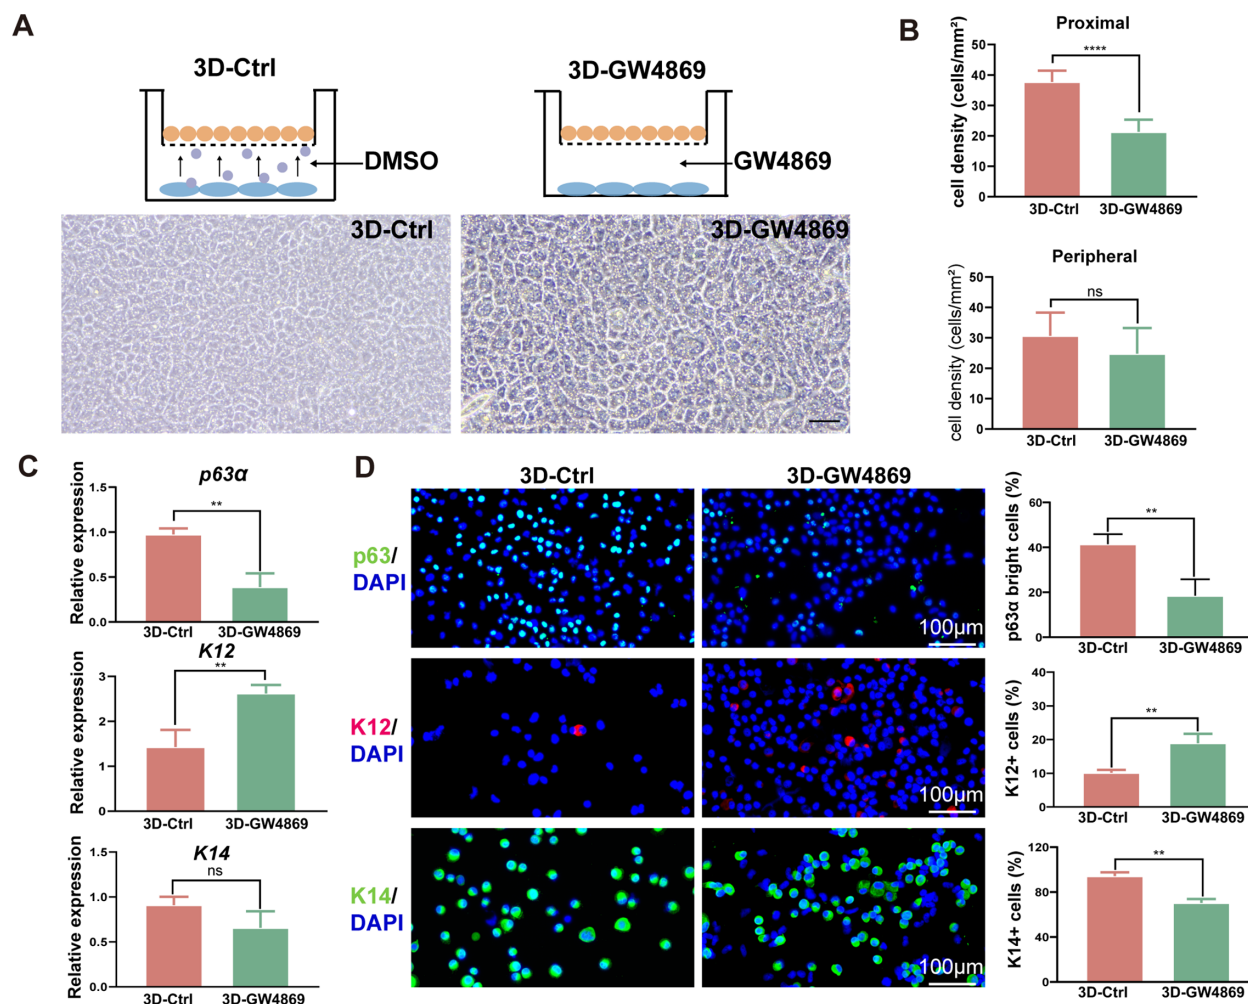 A
3D-Ctrl
3D-GW4869
DMSO
GW4869
3D-Ctrl
3D-GW4869
B
Proximal
cell density (cells/mm²)
50
40
30
20
10
0
****
3D-Ctrl
3D-GW4869
Peripheral
cell density (cells/mm²)
50
40
30
20
10
0
ns
3D-Ctrl
3D-GW4869
C
p63α
Relative expression
1.5
1.0
0.5
0.0
**
3D-Ctrl
3D-GW4869
K12
Relative expression
3
2
1
0
**
3D-Ctrl
3D-GW4869
K14
Relative expression
1.5
1.0
0.5
0.0
ns
3D-Ctrl
3D-GW4869
D
3D-Ctrl
3D-GW4869
p63/
DAPI
100μm
p63α bright cells (%)
60
40
20
0
**
3D-Ctrl
3D-GW4869
K12/
DAPI
100μm
K12+ cells (%)
40
30
20
10
0
**
3D-Ctrl
3D-GW4869
K14/
DAPI
100μm
K14+ cells (%)
120
80
40
0
**
3D-Ctrl
3D-GW4869